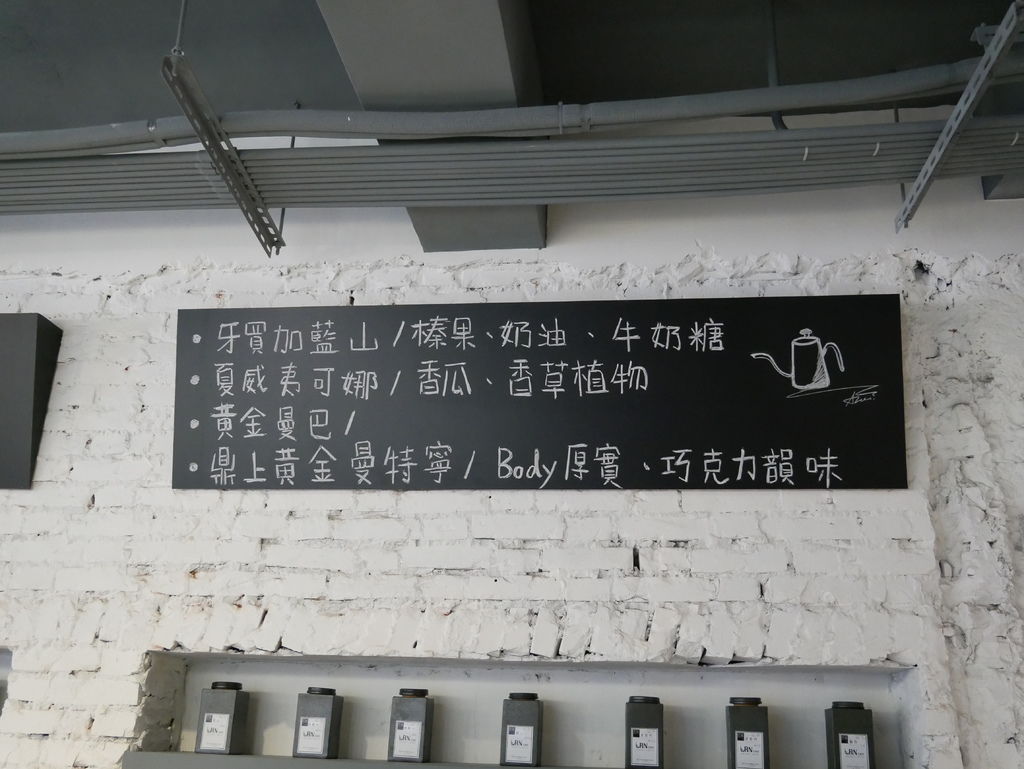 • 牙買加藍山/榛果、奶油、牛奶糖
• 夏威夷可娜/香瓜、香草植物
• 黃金曼巴/
• 鼎上黃金曼特寧/Body厚實、巧克力韻味